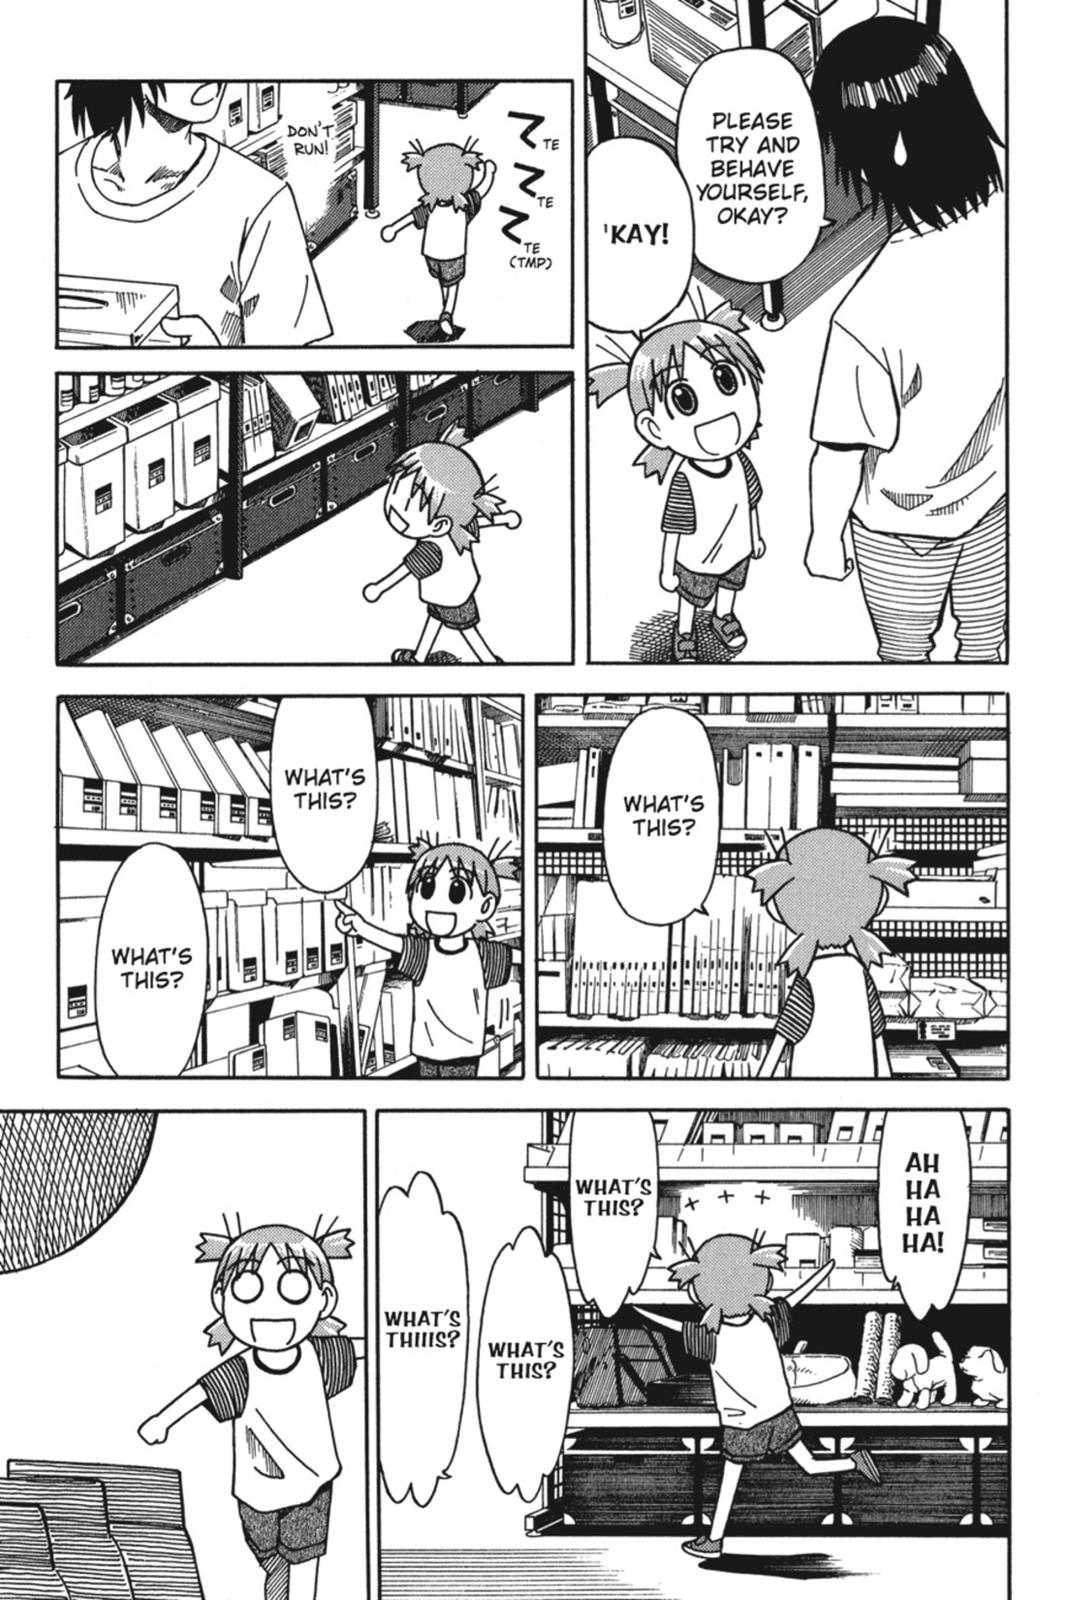 PLEASE
TRY AND
BEHAVE
YOURSELF,
OKAY?
'KAY!
DON'T
RUN!
TE
TE
TE
(TMP)
WHAT'S
THIS?
WHAT'S
THIS?
WHAT'S
THIS?
AH
HA
HA
HA!
WHAT'S
THIS?
WHAT'S
THIS?
WHAT'S
THIIIS?